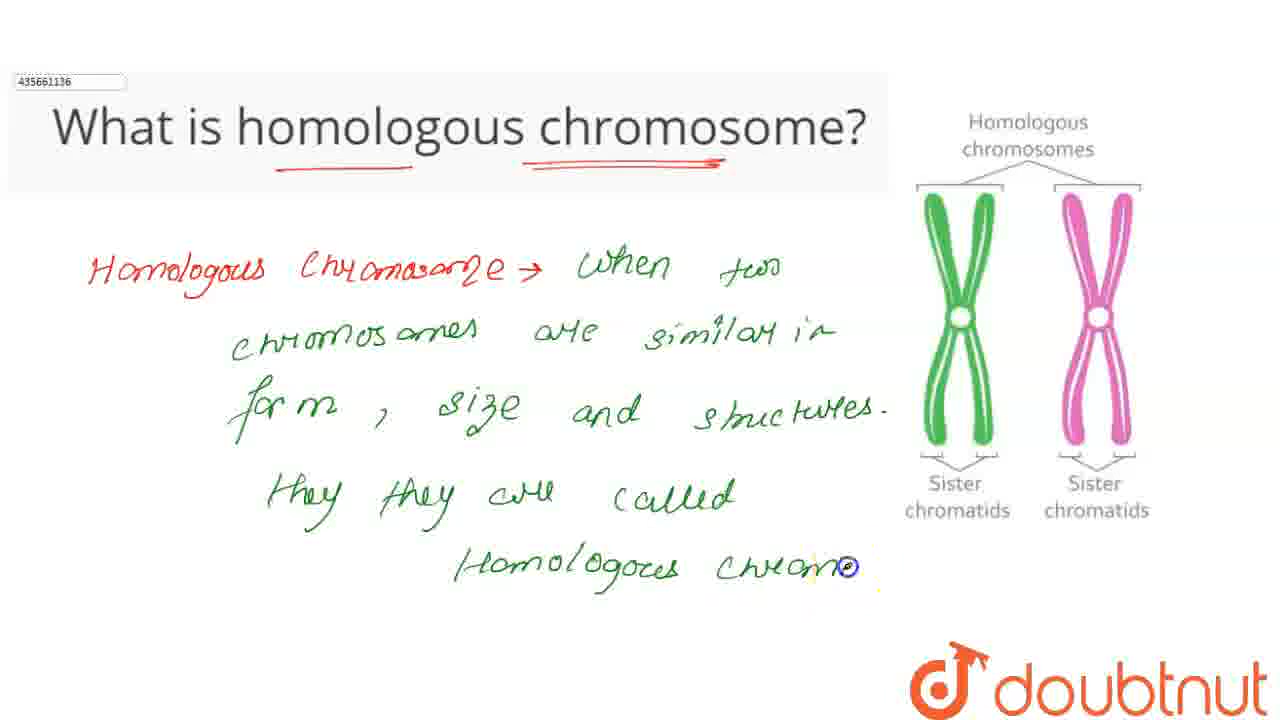 435661136
What is homologous chromosome?
Homologous
chromosomes
Homologous Chromosome → When two
chromosomes are similar in
form, size and structures.
they they are called
Homologous chromo
Sister
chromatids
Sister
chromatids
doubtnut